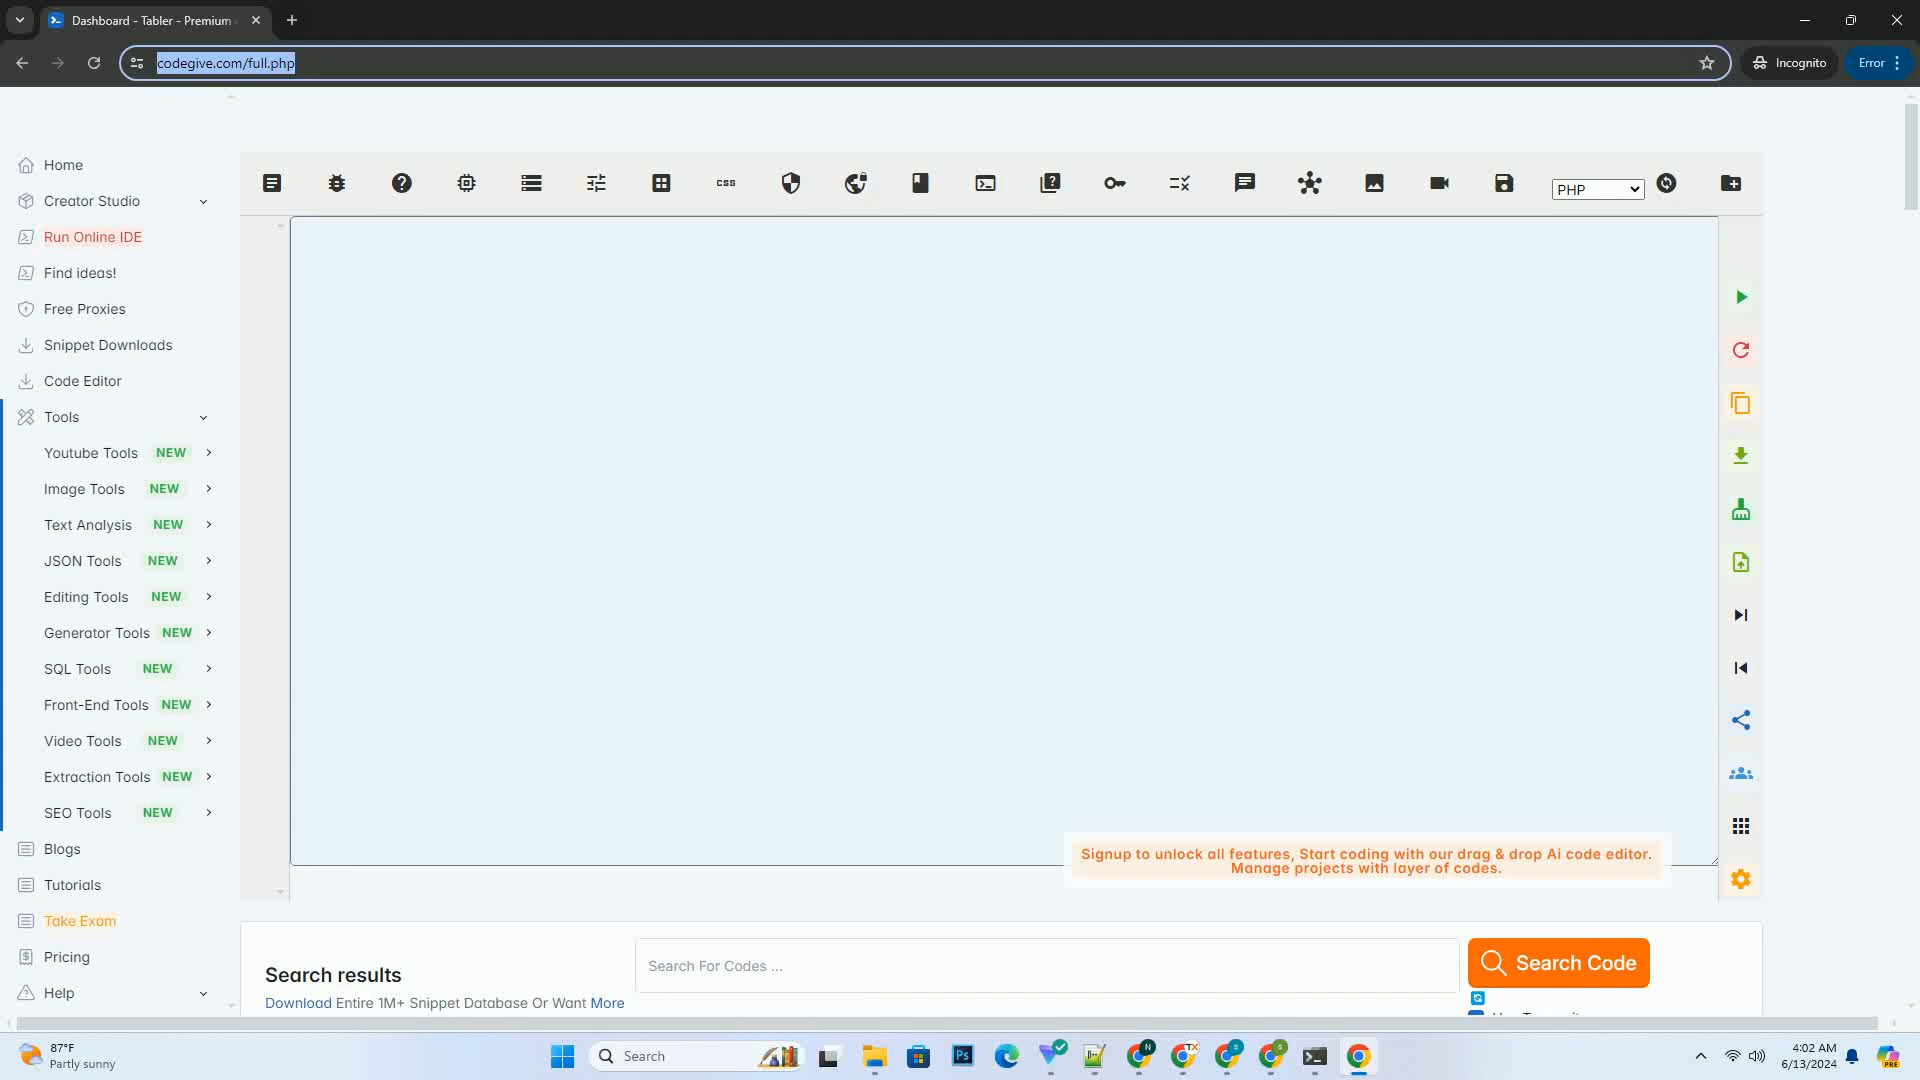 Dashboard - Tabler - Premium
codegive.com/full.php
Incognito
Error
Home
Creator Studio
Run Online IDE
Find ideas!
Free Proxies
Snippet Downloads
Code Editor
Tools
Youtube Tools NEW
Image Tools NEW
Text Analysis NEW
JSON Tools NEW
Editing Tools NEW
Generator Tools NEW
SQL Tools NEW
Front-End Tools NEW
Video Tools NEW
Extraction Tools NEW
SEO Tools NEW
Blogs
Tutorials
Take Exam
Pricing
Help
css
PHP
Signup to unlock all features, Start coding with our drag & drop Ai code editor.
Manage projects with layer of codes.
Search results
Download Entire 1M+ Snippet Database Or Want More
Search For Codes ...
Search Code
87°F
Partly sunny
Search
Ps
N
TX
S
S
4:02 AM
6/13/2024
PRE